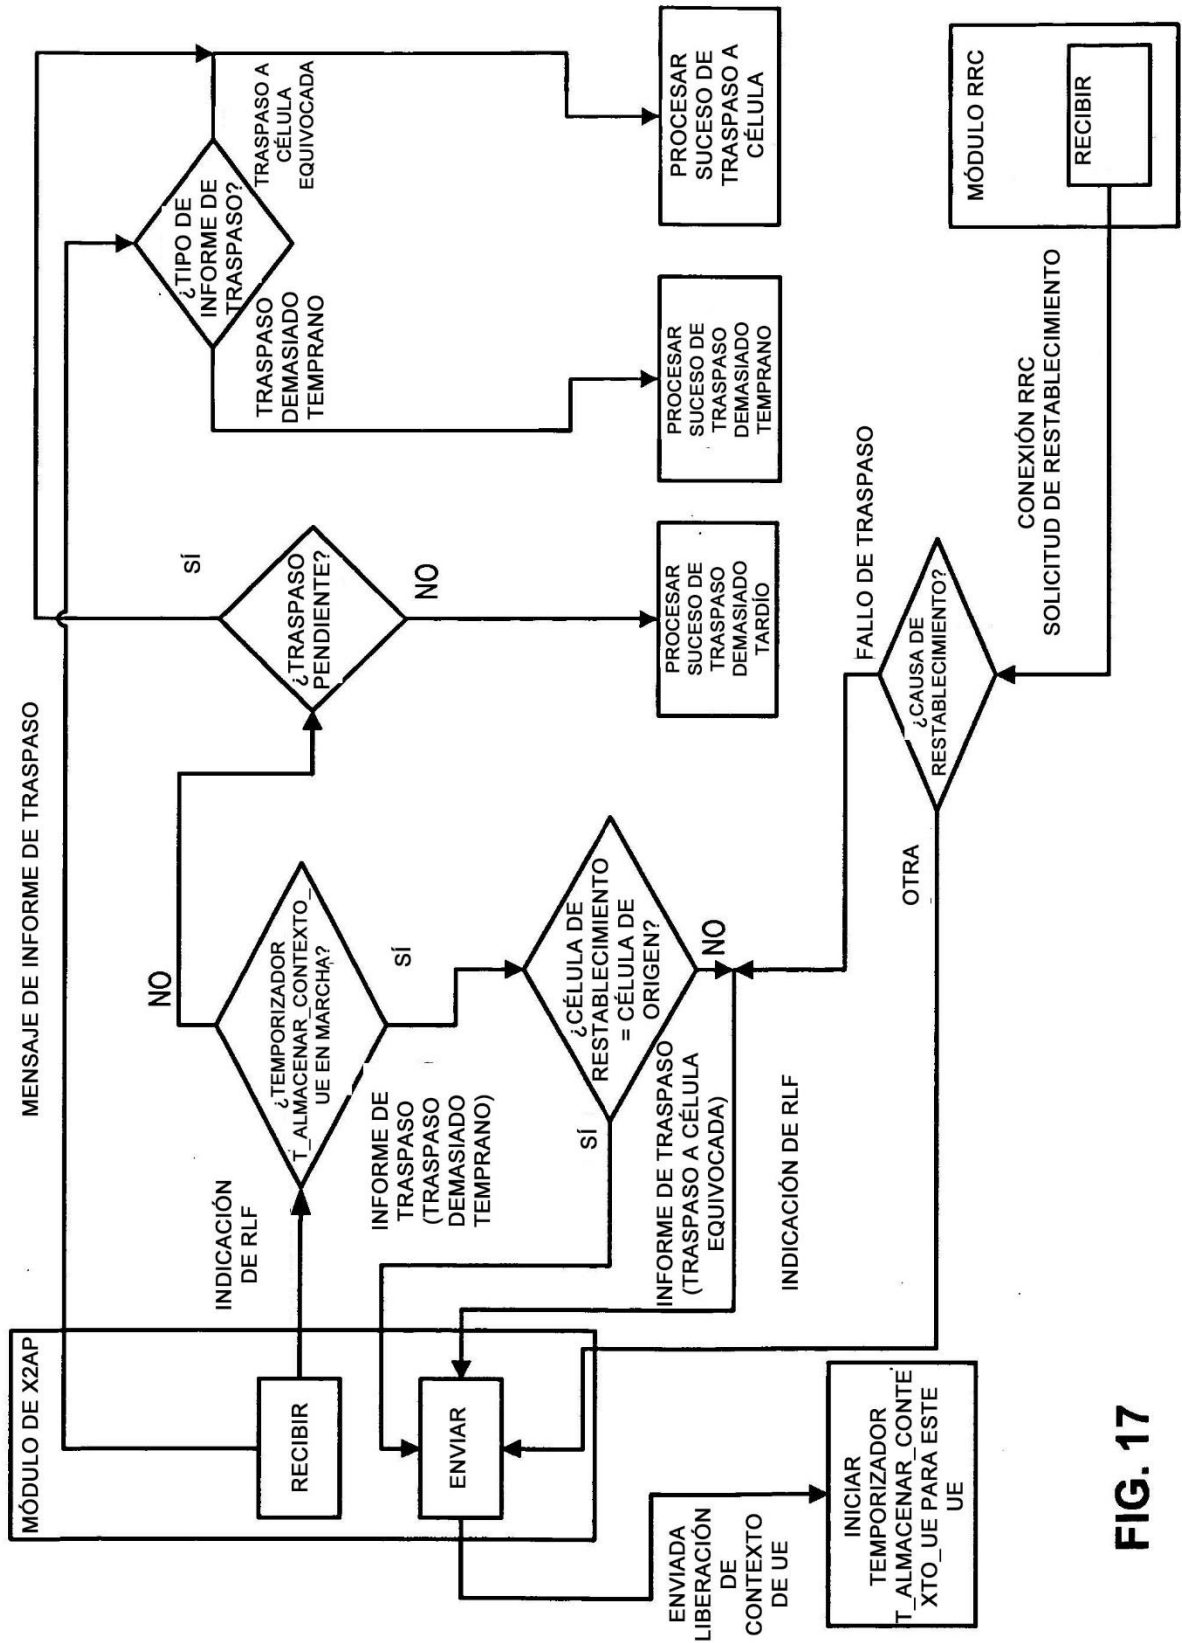 MÓDULO DE X2AP
RECIBIR
ENVIAR
MENSAJE DE INFORME DE TRASPASO
INDICACIÓN
DE RLF
¿TEMPORIZADOR
T_ALMACENAR_CONTEXTO_
UE EN MARCHA?
NO
SÍ
¿TRASPASO
PENDIENTE?
SÍ
NO
¿TIPO DE
INFORME DE
TRASPASO?
TRASPASO A
CÉLULA
EQUIVOCADA
TRASPASO
DEMASIADO
TEMPRANO
INFORME DE
TRASPASO
(TRASPASO
DEMASIADO
TEMPRANO)
¿CÉLULA DE
RESTABLECIMIENTO
= CÉLULA DE
ORIGEN?
SÍ
NO
INFORME DE TRASPASO
(TRASPASO A CÉLULA
EQUIVOCADA)
PROCESAR
SUCESO DE
TRASPASO
DEMASIADO
TARDÍO
PROCESAR
SUCESO DE
TRASPASO
DEMASIADO
TEMPRANO
PROCESAR
SUCESO DE
TRASPASO A
CÉLULA
INDICACIÓN DE RLF
FALLO DE TRASPASO
¿CAUSA DE
RESTABLECIMIENTO?
OTRA
CONEXIÓN RRC
SOLICITUD DE RESTABLECIMIENTO
MÓDULO RRC
RECIBIR
ENVIADA
LIBERACIÓN
DE
CONTEXTO
DE UE
INICIAR
TEMPORIZADOR
T_ALMACENAR_CONTE
XTO_UE PARA ESTE
UE
FIG. 17